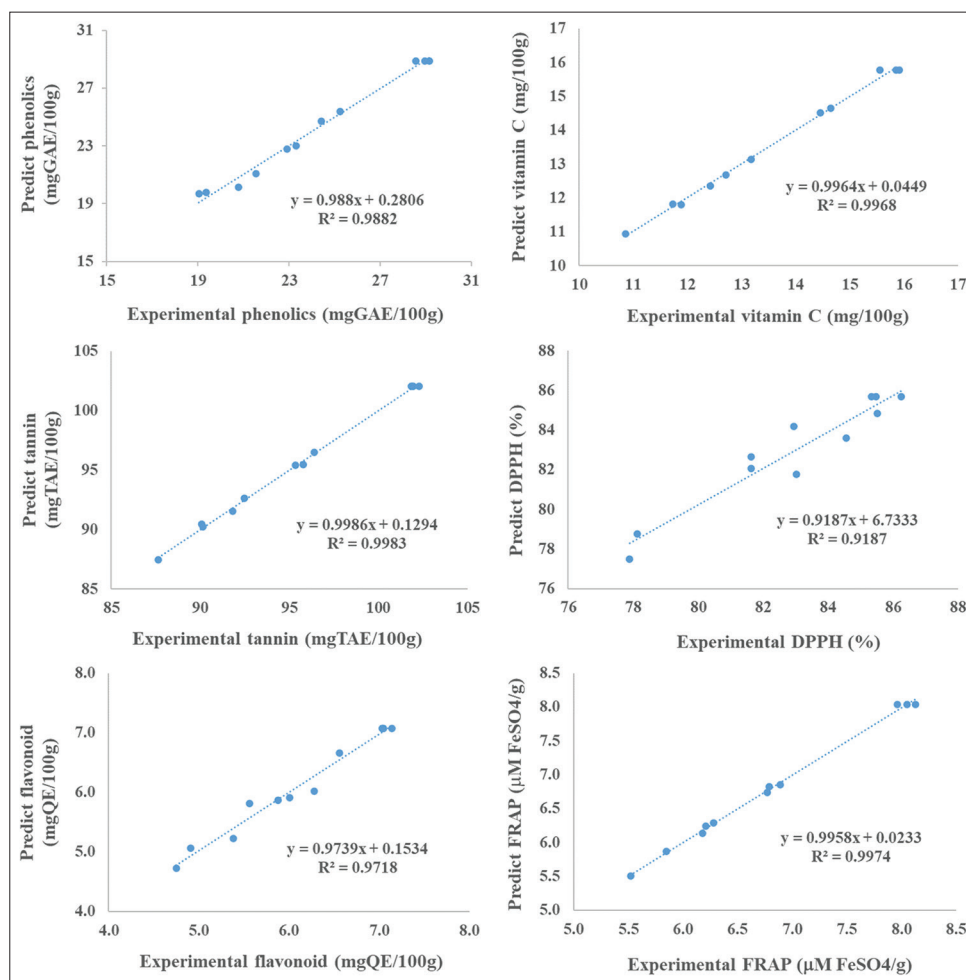 Predict phenolics
(mgGAE/100g)
31
27
23
19
15
y = 0.988x + 0.2806
R² = 0.9882
15 19 23 27 31
Experimental phenolics (mgGAE/100g)
Predict vitamin C (mg/100g)
17
16
15
14
13
12
11
10
y = 0.9964x + 0.0449
R² = 0.9968
10 11 12 13 14 15 16 17
Experimental vitamin C (mg/100g)
Predict tannin
(mgTAE/100g)
105
100
95
90
85
y = 0.9986x + 0.1294
R² = 0.9983
85 90 95 100 105
Experimental tannin (mgTAE/100g)
Predict DPPH (%)
88
86
84
82
80
78
76
y = 0.9187x + 6.7333
R² = 0.9187
76 78 80 82 84 86 88
Experimental DPPH (%)
Predict flavonoid
(mgQE/100g)
8.0
7.0
6.0
5.0
4.0
y = 0.9739x + 0.1534
R² = 0.9718
4.0 5.0 6.0 7.0 8.0
Experimental flavonoid (mgQE/100g)
Predict FRAP (μM FeSO4/g)
8.5
8.0
7.5
7.0
6.5
6.0
5.5
5.0
y = 0.9958x + 0.0233
R² = 0.9974
5.0 5.5 6.0 6.5 7.0 7.5 8.0 8.5
Experimental FRAP (μM FeSO4/g)